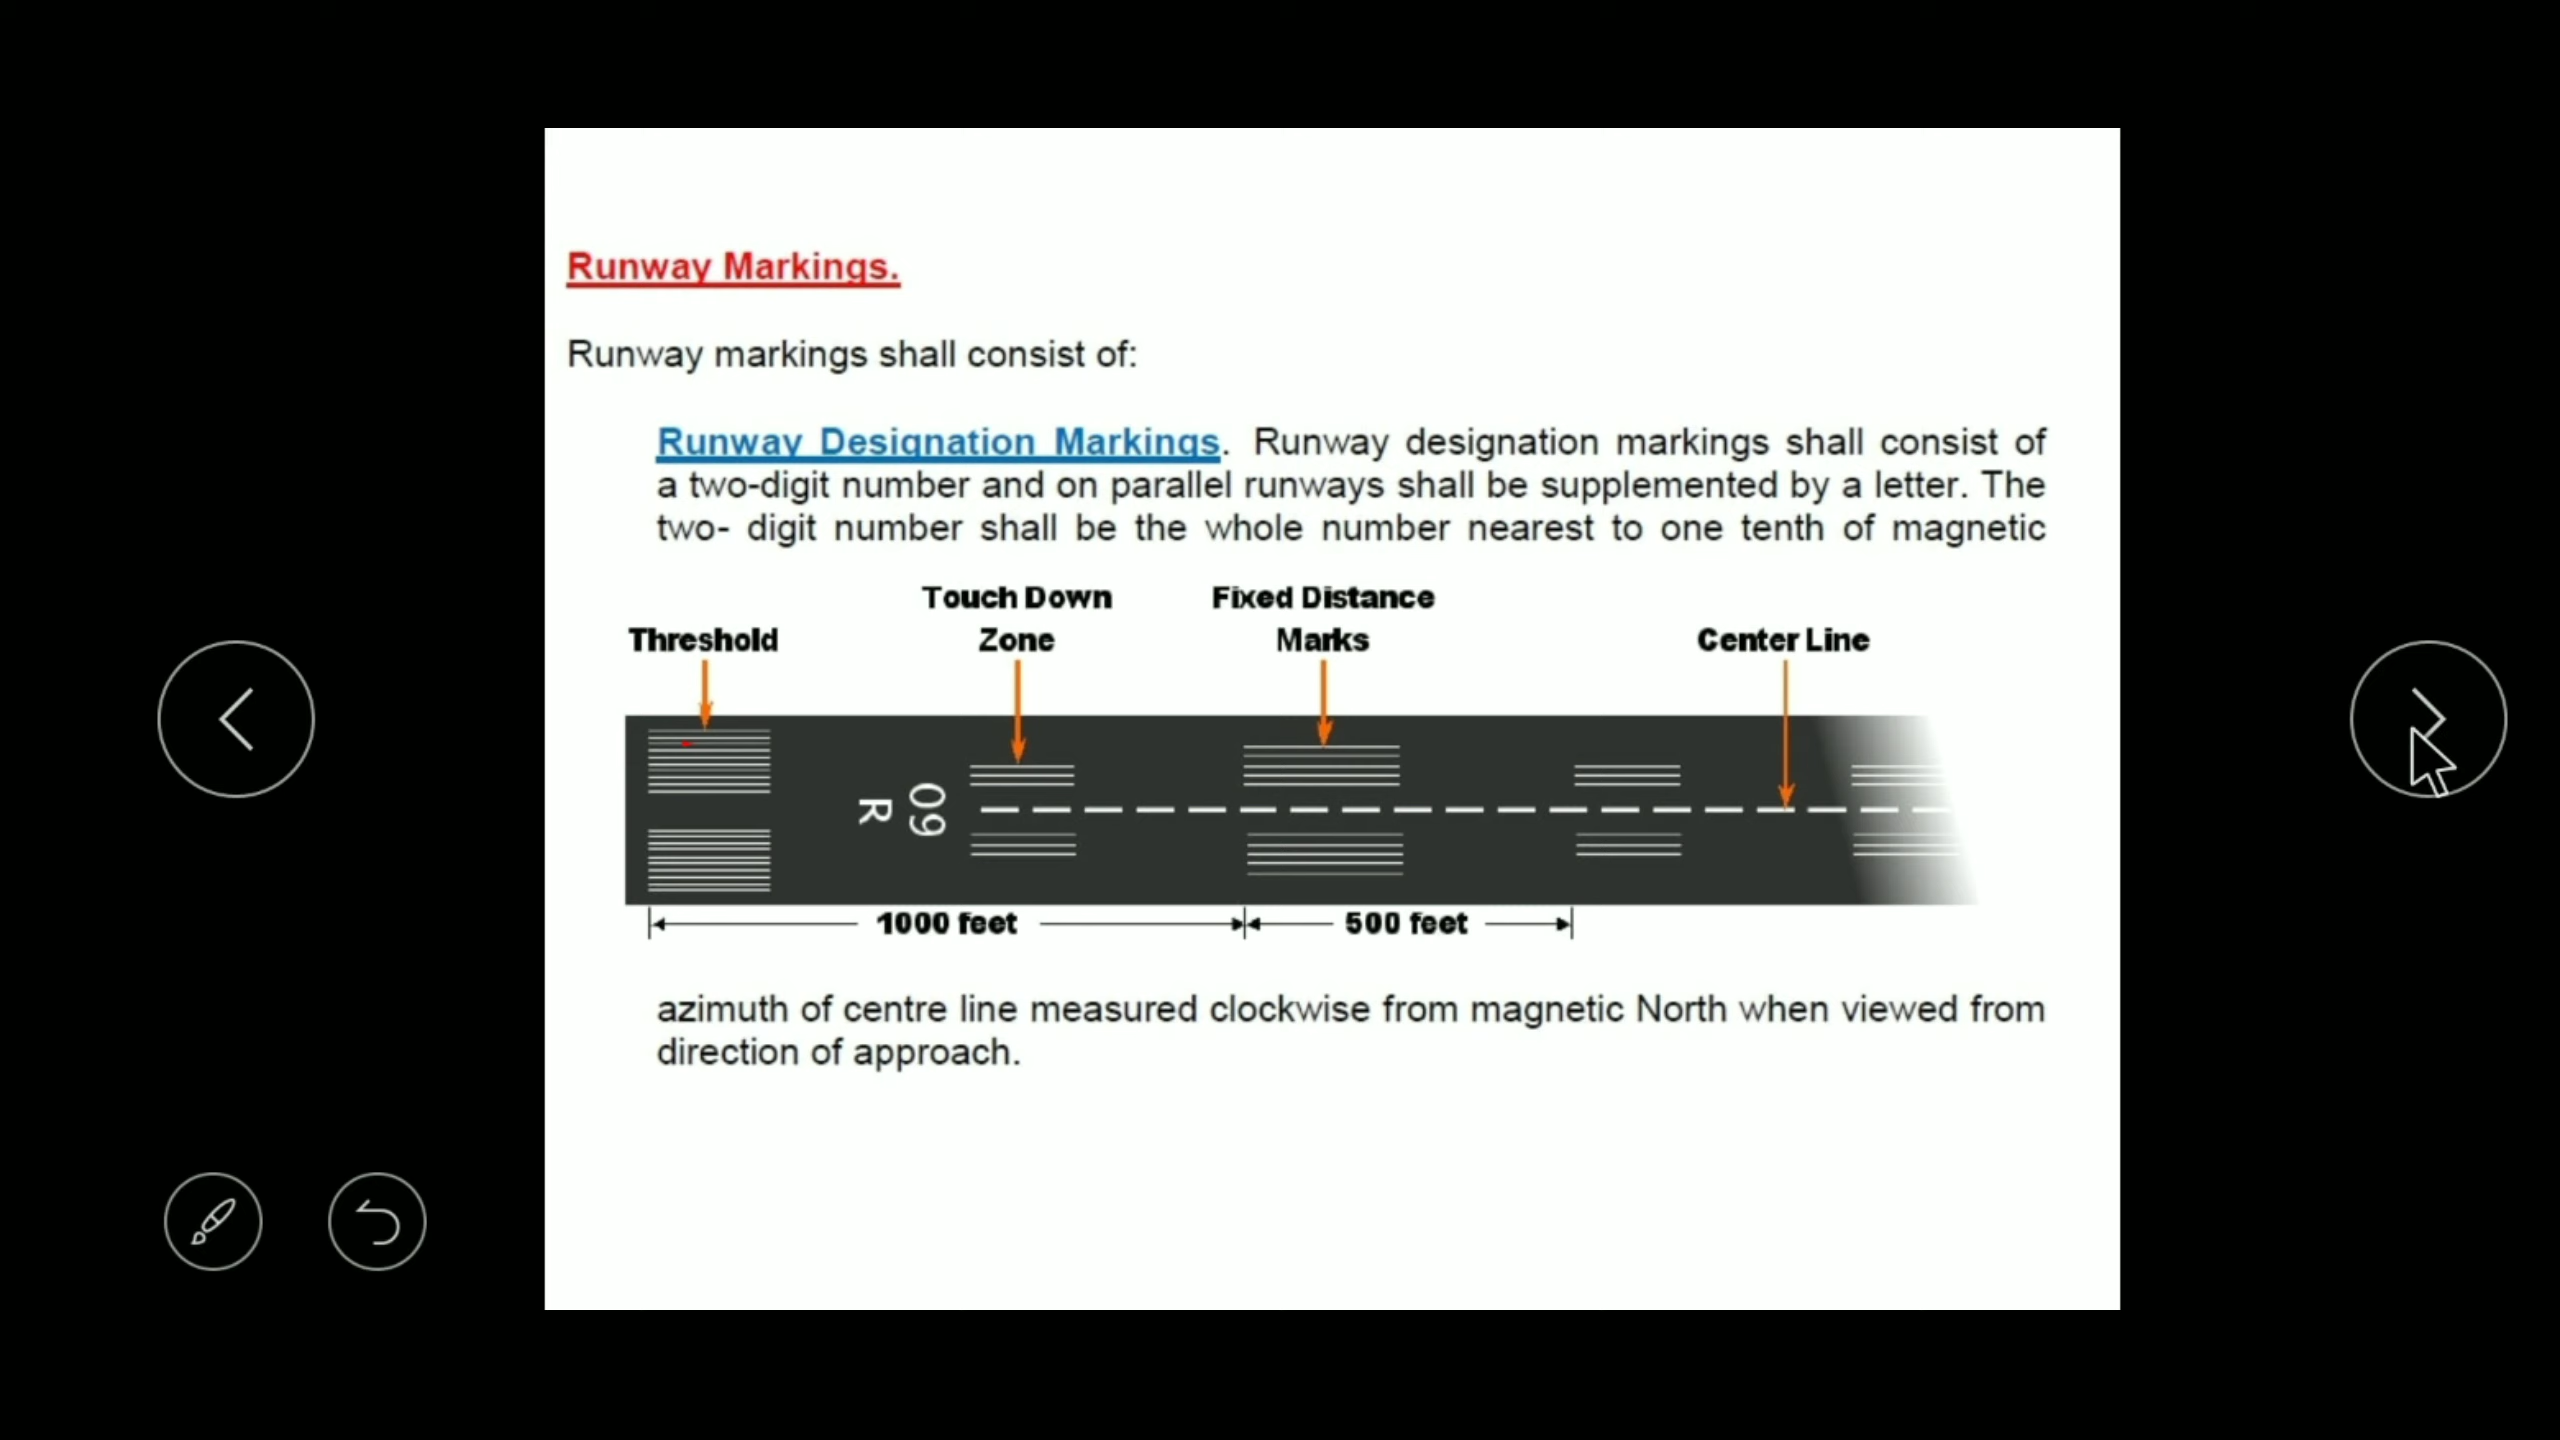 Runway Markings.
Runway markings shall consist of:
Runway Designation Markings. Runway designation markings shall consist of
a two-digit number and on parallel runways shall be supplemented by a letter. The
two- digit number shall be the whole number nearest to one tenth of magnetic
Threshold
Touch Down
Zone
Fixed Distance
Marks
Center Line
R
09
1000 feet
500 feet
azimuth of centre line measured clockwise from magnetic North when viewed from
direction of approach.